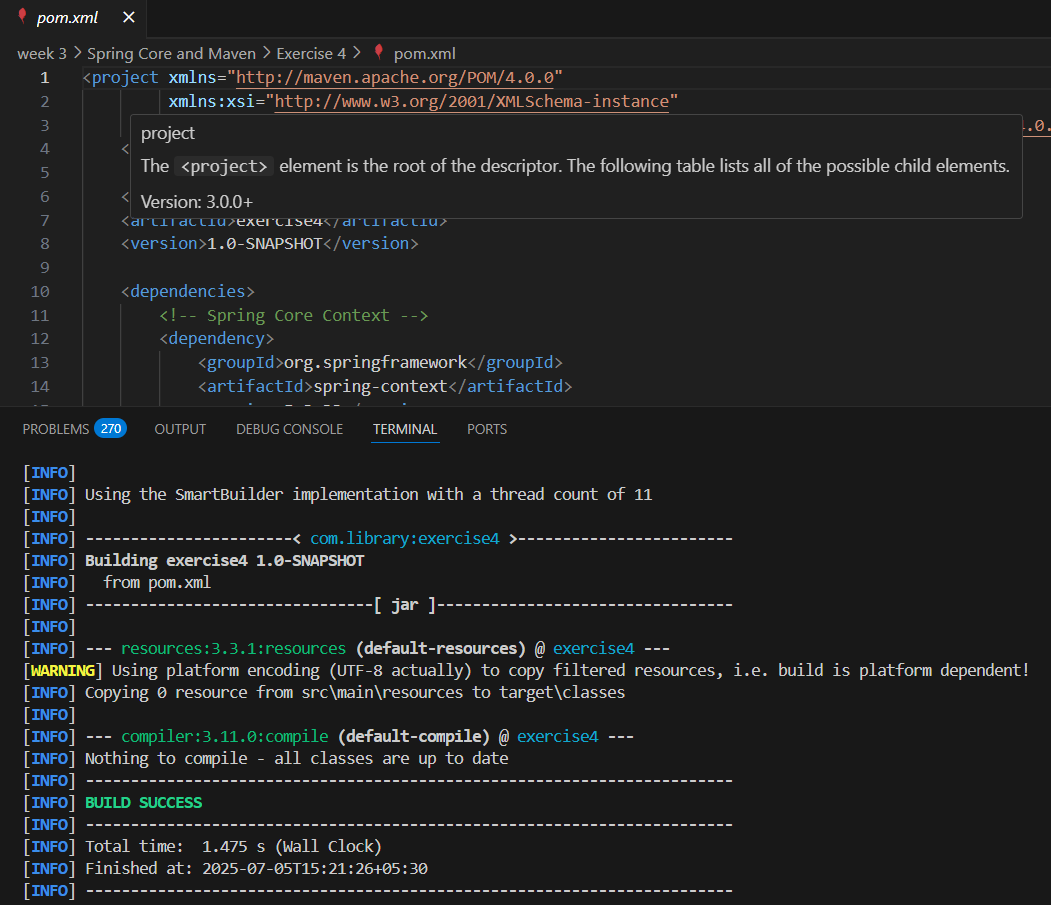 pom.xml
week 3 > Spring Core and Maven > Exercise 4 > pom.xml
1 <project xmlns="http://maven.apache.org/POM/4.0.0"
2 xmlns:xsi="http://www.w3.org/2001/XMLSchema-instance"
3
project
The <project> element is the root of the descriptor. The following table lists all of the possible child elements.
Version: 3.0.0+
4 <
5
6 <
7 <artifactId>exercise4</artifactId>
8 <version>1.0-SNAPSHOT</version>
9
10 <dependencies>
11 <!-- Spring Core Context -->
12 <dependency>
13 <groupId>org.springframework</groupId>
14 <artifactId>spring-context</artifactId>
PROBLEMS 270 OUTPUT DEBUG CONSOLE TERMINAL PORTS
[INFO]
[INFO] Using the SmartBuilder implementation with a thread count of 11
[INFO]
[INFO] -----------------------< com.library:exercise4 >------------------------
[INFO] Building exercise4 1.0-SNAPSHOT
[INFO]   from pom.xml
[INFO] --------------------------------[ jar ]---------------------------------
[INFO]
[INFO] --- resources:3.3.1:resources (default-resources) @ exercise4 ---
[WARNING] Using platform encoding (UTF-8 actually) to copy filtered resources, i.e. build is platform dependent!
[INFO] Copying 0 resource from src\main\resources to target\classes
[INFO]
[INFO] --- compiler:3.11.0:compile (default-compile) @ exercise4 ---
[INFO] Nothing to compile - all classes are up to date
[INFO] ------------------------------------------------------------------------
[INFO] BUILD SUCCESS
[INFO] ------------------------------------------------------------------------
[INFO] Total time:  1.475 s (Wall Clock)
[INFO] Finished at: 2025-07-05T15:21:26+05:30
[INFO] ------------------------------------------------------------------------